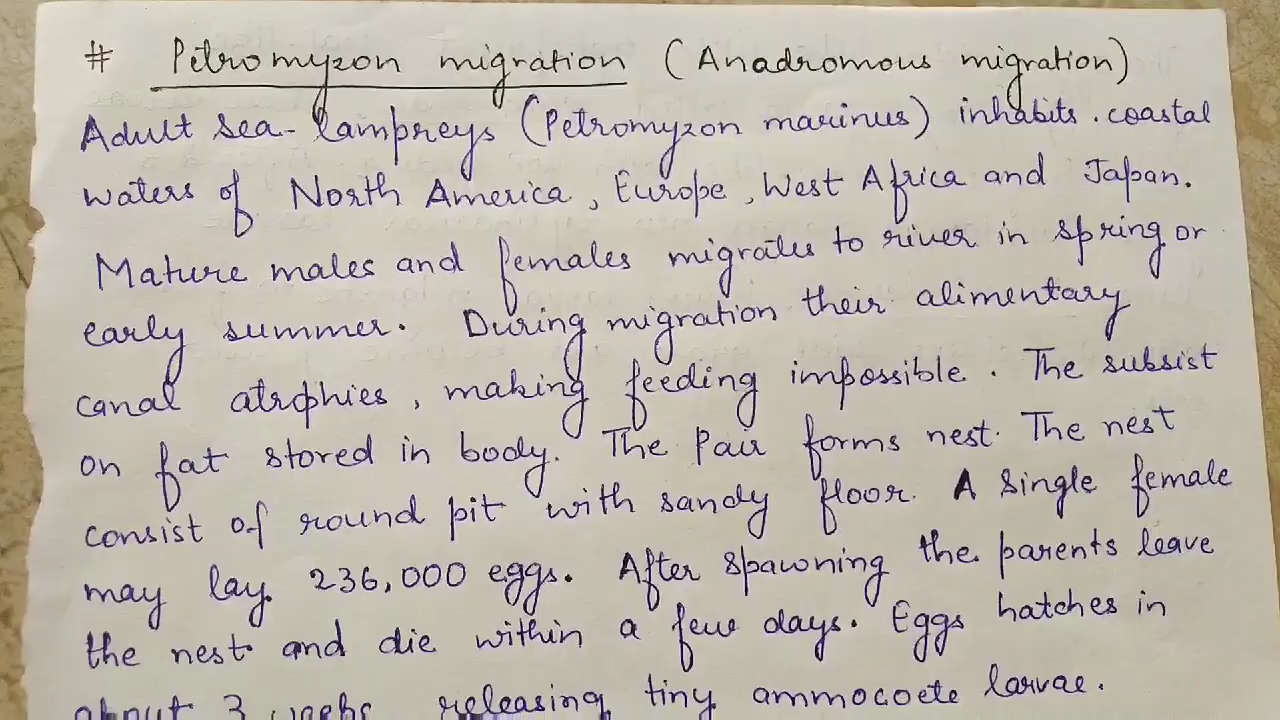 # Petromyzon migration (Anadromous migration)
Adult sea-lampreys (Petromyzon marinus) inhabits . coastal
waters of North America, Europe, West Africa and Japan.
Mature males and females migrates to river in spring or
early summer. During migration their alimentary
canal atrophies, making feeding impossible. The subsist
on fat stored in body. The Pair forms nest. The nest
consist of round pit with sandy floor. A single female
may lay 236,000 eggs. After spawning the parents leave
the nest and die within a few days. Eggs hatches in
about 3 weeks releasing tiny ammocoete larvae.